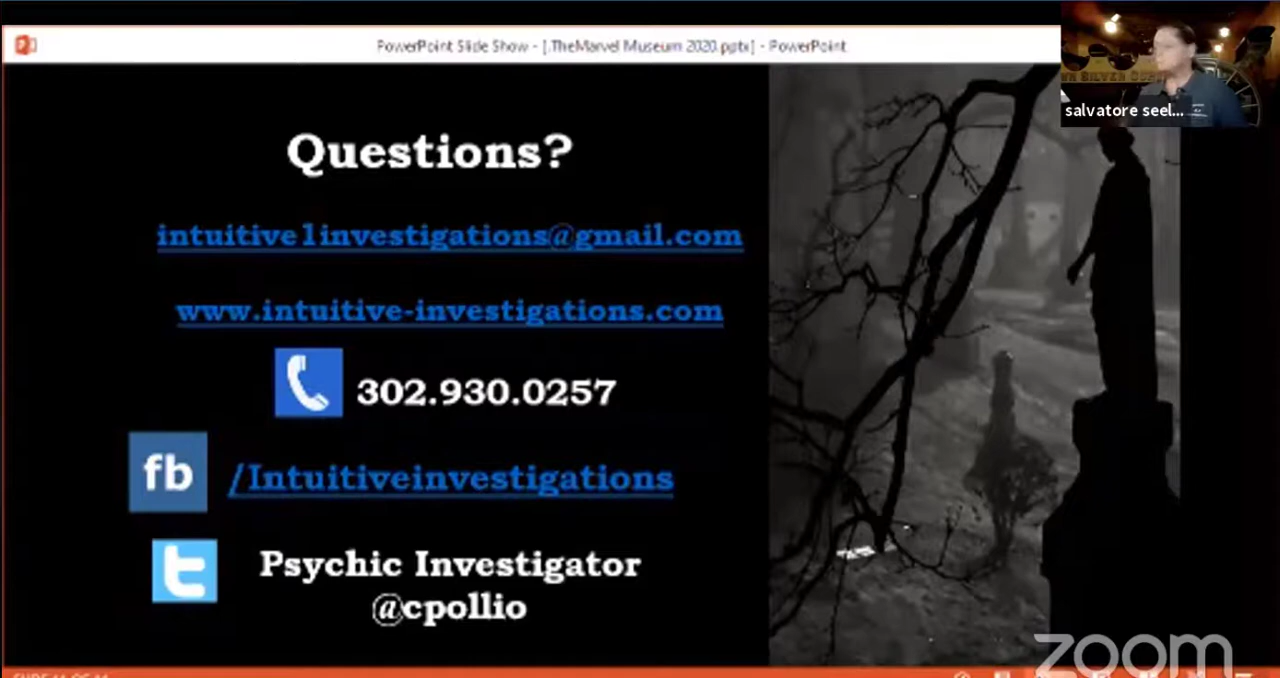 PowerPoint Slide Show - [.TheMarvel Museum 2020.pptx] - PowerPoint
salvatore seel...
Questions?
intuitive1investigations@gmail.com
www.intuitive-investigations.com
302.930.0257
fb /Intuitiveinvestigations
t Psychic Investigator
@cpollio
zoom